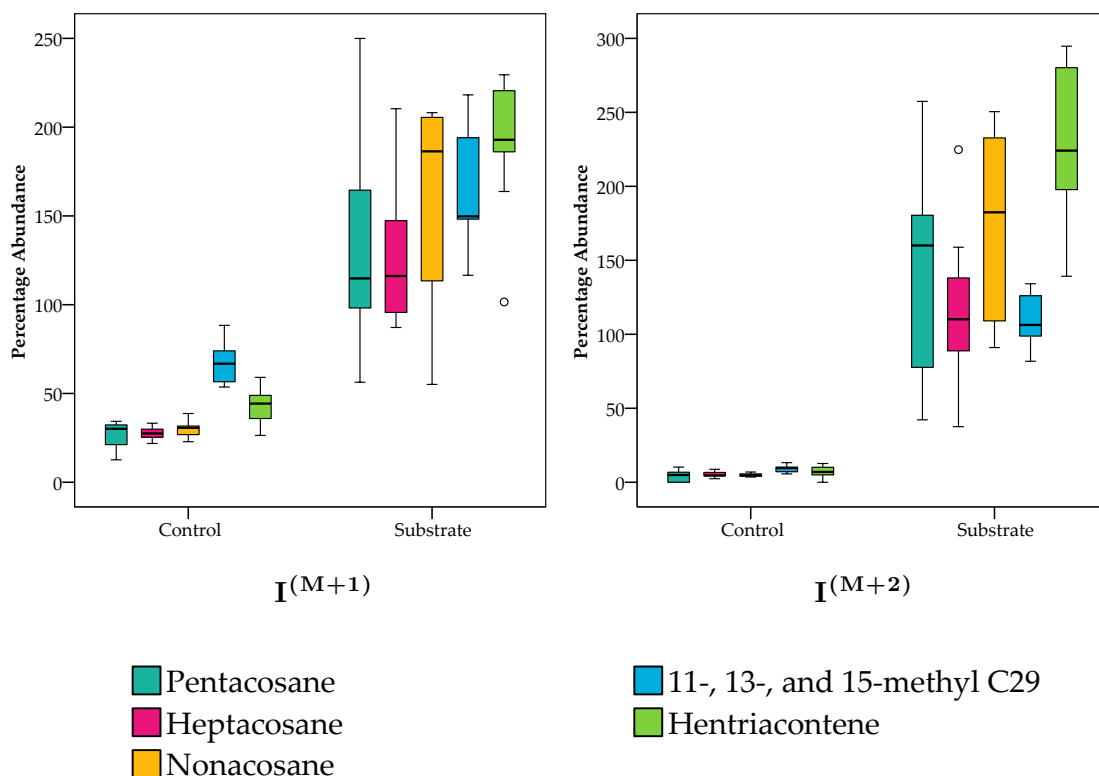 Percentage Abundance
250
200
150
100
50
0
Control
Substrate
I^(M+1)
Percentage Abundance
300
250
200
150
100
50
0
Control
Substrate
I^(M+2)
Pentacosane
Heptacosane
Nonacosane
11-, 13-, and 15-methyl C29
Hentriacontene